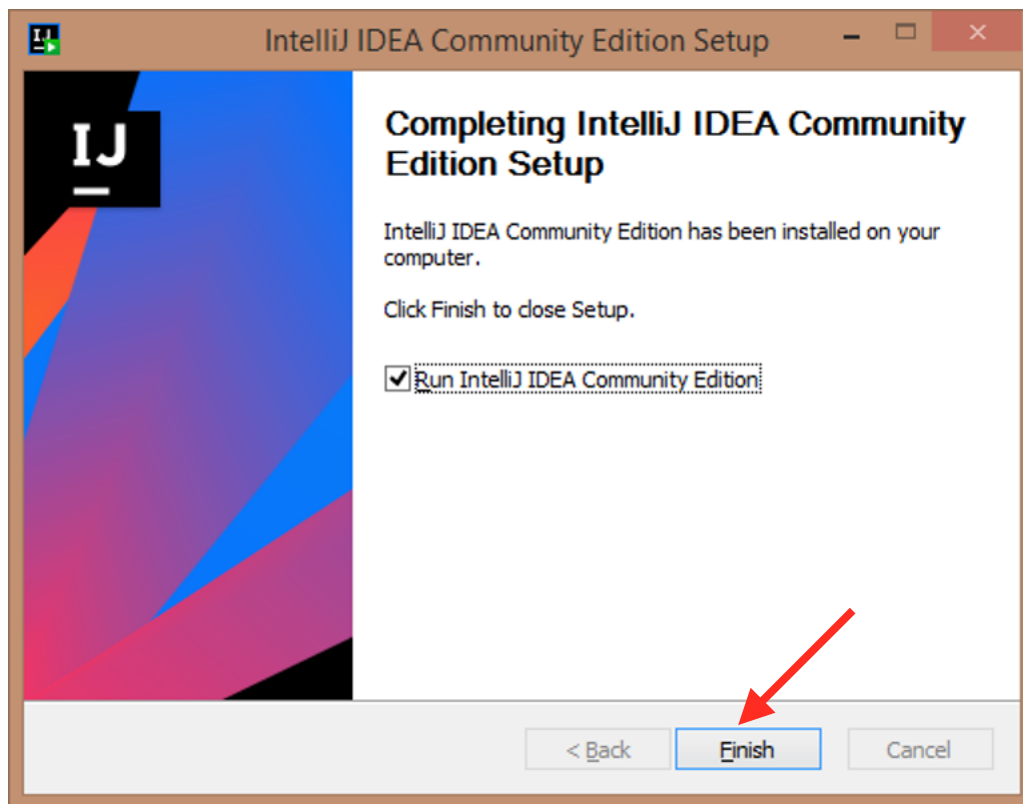 IntelliJ IDEA Community Edition Setup
IJ
Completing IntelliJ IDEA Community
Edition Setup
IntelliJ IDEA Community Edition has been installed on your
computer.
Click Finish to close Setup.
Run IntelliJ IDEA Community Edition
< Back
Finish
Cancel